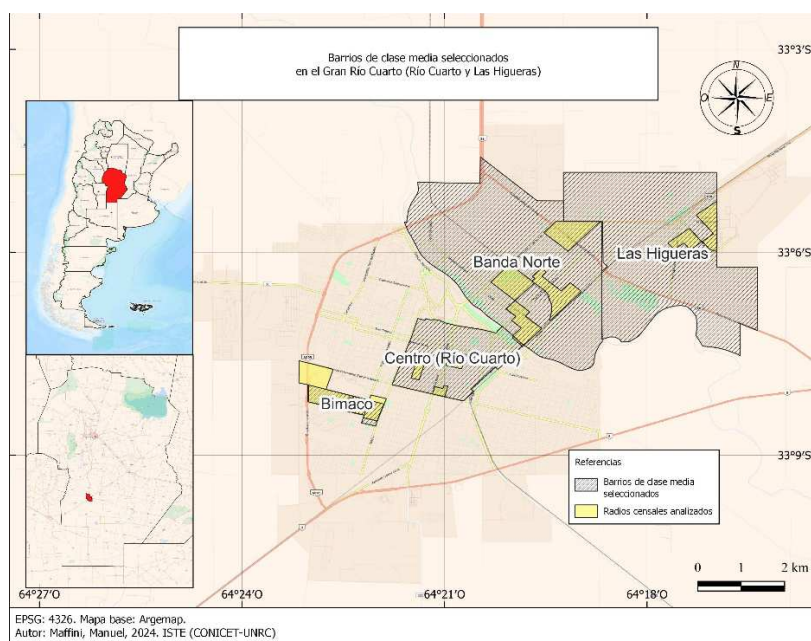 Barrios de clase media seleccionados
en el Gran Río Cuarto (Río Cuarto y Las Higueras)
33°3'S
N
O
E
S
Banda Norte
Las Higueras
33°6'S
Centro (Río Cuarto)
Bimaco
33°9'S
Referencias
Barrios de clase media
seleccionados
Radios censales analizados
0 1 2 km
64°27'O
64°24'O
64°21'O
64°18'O
EPSG: 4326. Mapa base: Argemap.
Autor: Maffini, Manuel, 2024. ISTE (CONICET-UNRC)